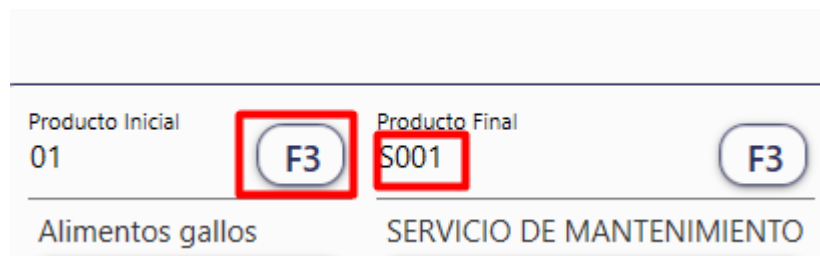 Producto Inicial
01
F3
Alimentos gallos
Producto Final
S001
F3
SERVICIO DE MANTENIMIENTO